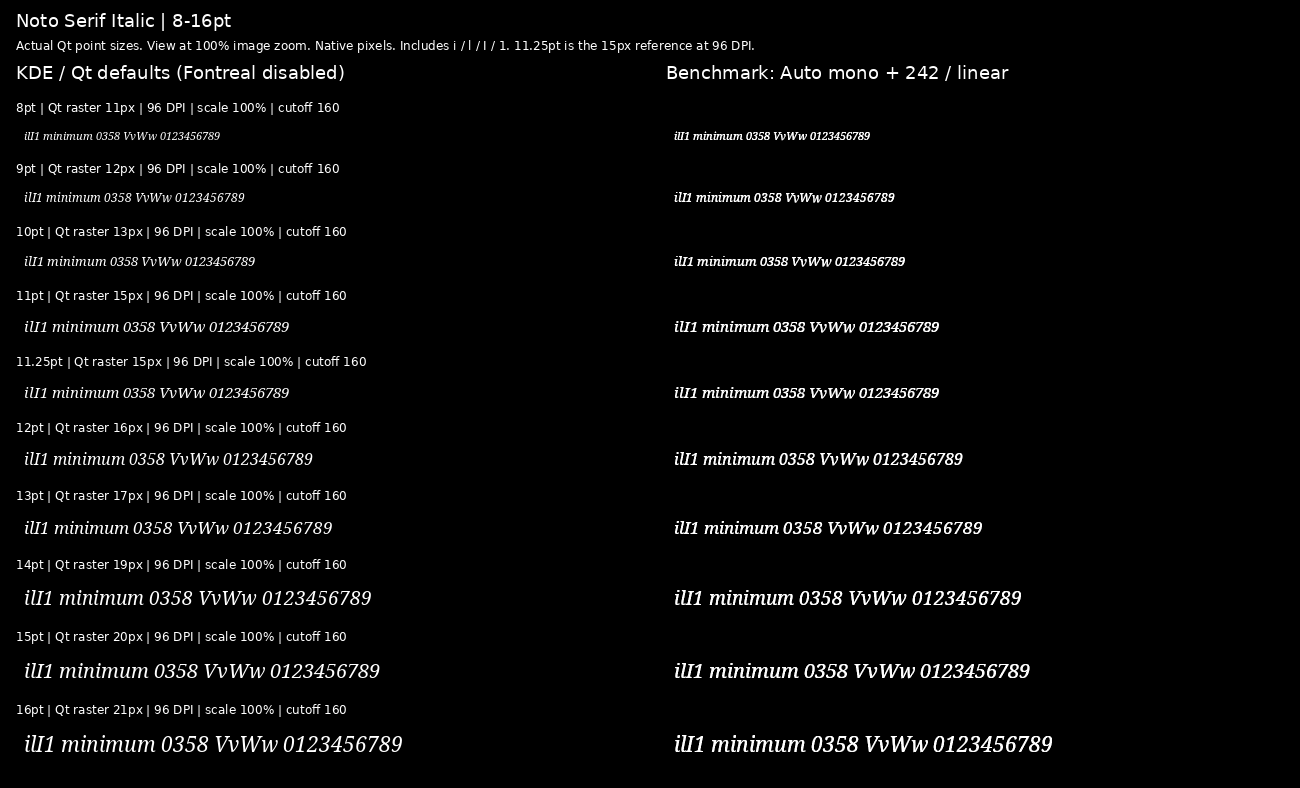 Noto Serif Italic | 8-16pt
Actual Qt point sizes. View at 100% image zoom. Native pixels. Includes i / l / I / 1. 11.25pt is the 15px reference at 96 DPI.
KDE / Qt defaults (Fontreal disabled)
Benchmark: Auto mono + 242 / linear
8pt | Qt raster 11px | 96 DPI | scale 100% | cutoff 160
ilI1 minimum 0358 VvWw 0123456789
ilI1 minimum 0358 VvWw 0123456789
9pt | Qt raster 12px | 96 DPI | scale 100% | cutoff 160
ilI1 minimum 0358 VvWw 0123456789
ilI1 minimum 0358 VvWw 0123456789
10pt | Qt raster 13px | 96 DPI | scale 100% | cutoff 160
ilI1 minimum 0358 VvWw 0123456789
ilI1 minimum 0358 VvWw 0123456789
11pt | Qt raster 15px | 96 DPI | scale 100% | cutoff 160
ilI1 minimum 0358 VvWw 0123456789
ilI1 minimum 0358 VvWw 0123456789
11.25pt | Qt raster 15px | 96 DPI | scale 100% | cutoff 160
ilI1 minimum 0358 VvWw 0123456789
ilI1 minimum 0358 VvWw 0123456789
12pt | Qt raster 16px | 96 DPI | scale 100% | cutoff 160
ilI1 minimum 0358 VvWw 0123456789
ilI1 minimum 0358 VvWw 0123456789
13pt | Qt raster 17px | 96 DPI | scale 100% | cutoff 160
ilI1 minimum 0358 VvWw 0123456789
ilI1 minimum 0358 VvWw 0123456789
14pt | Qt raster 19px | 96 DPI | scale 100% | cutoff 160
ilI1 minimum 0358 VvWw 0123456789
ilI1 minimum 0358 VvWw 0123456789
15pt | Qt raster 20px | 96 DPI | scale 100% | cutoff 160
ilI1 minimum 0358 VvWw 0123456789
ilI1 minimum 0358 VvWw 0123456789
16pt | Qt raster 21px | 96 DPI | scale 100% | cutoff 160
ilI1 minimum 0358 VvWw 0123456789
ilI1 minimum 0358 VvWw 0123456789